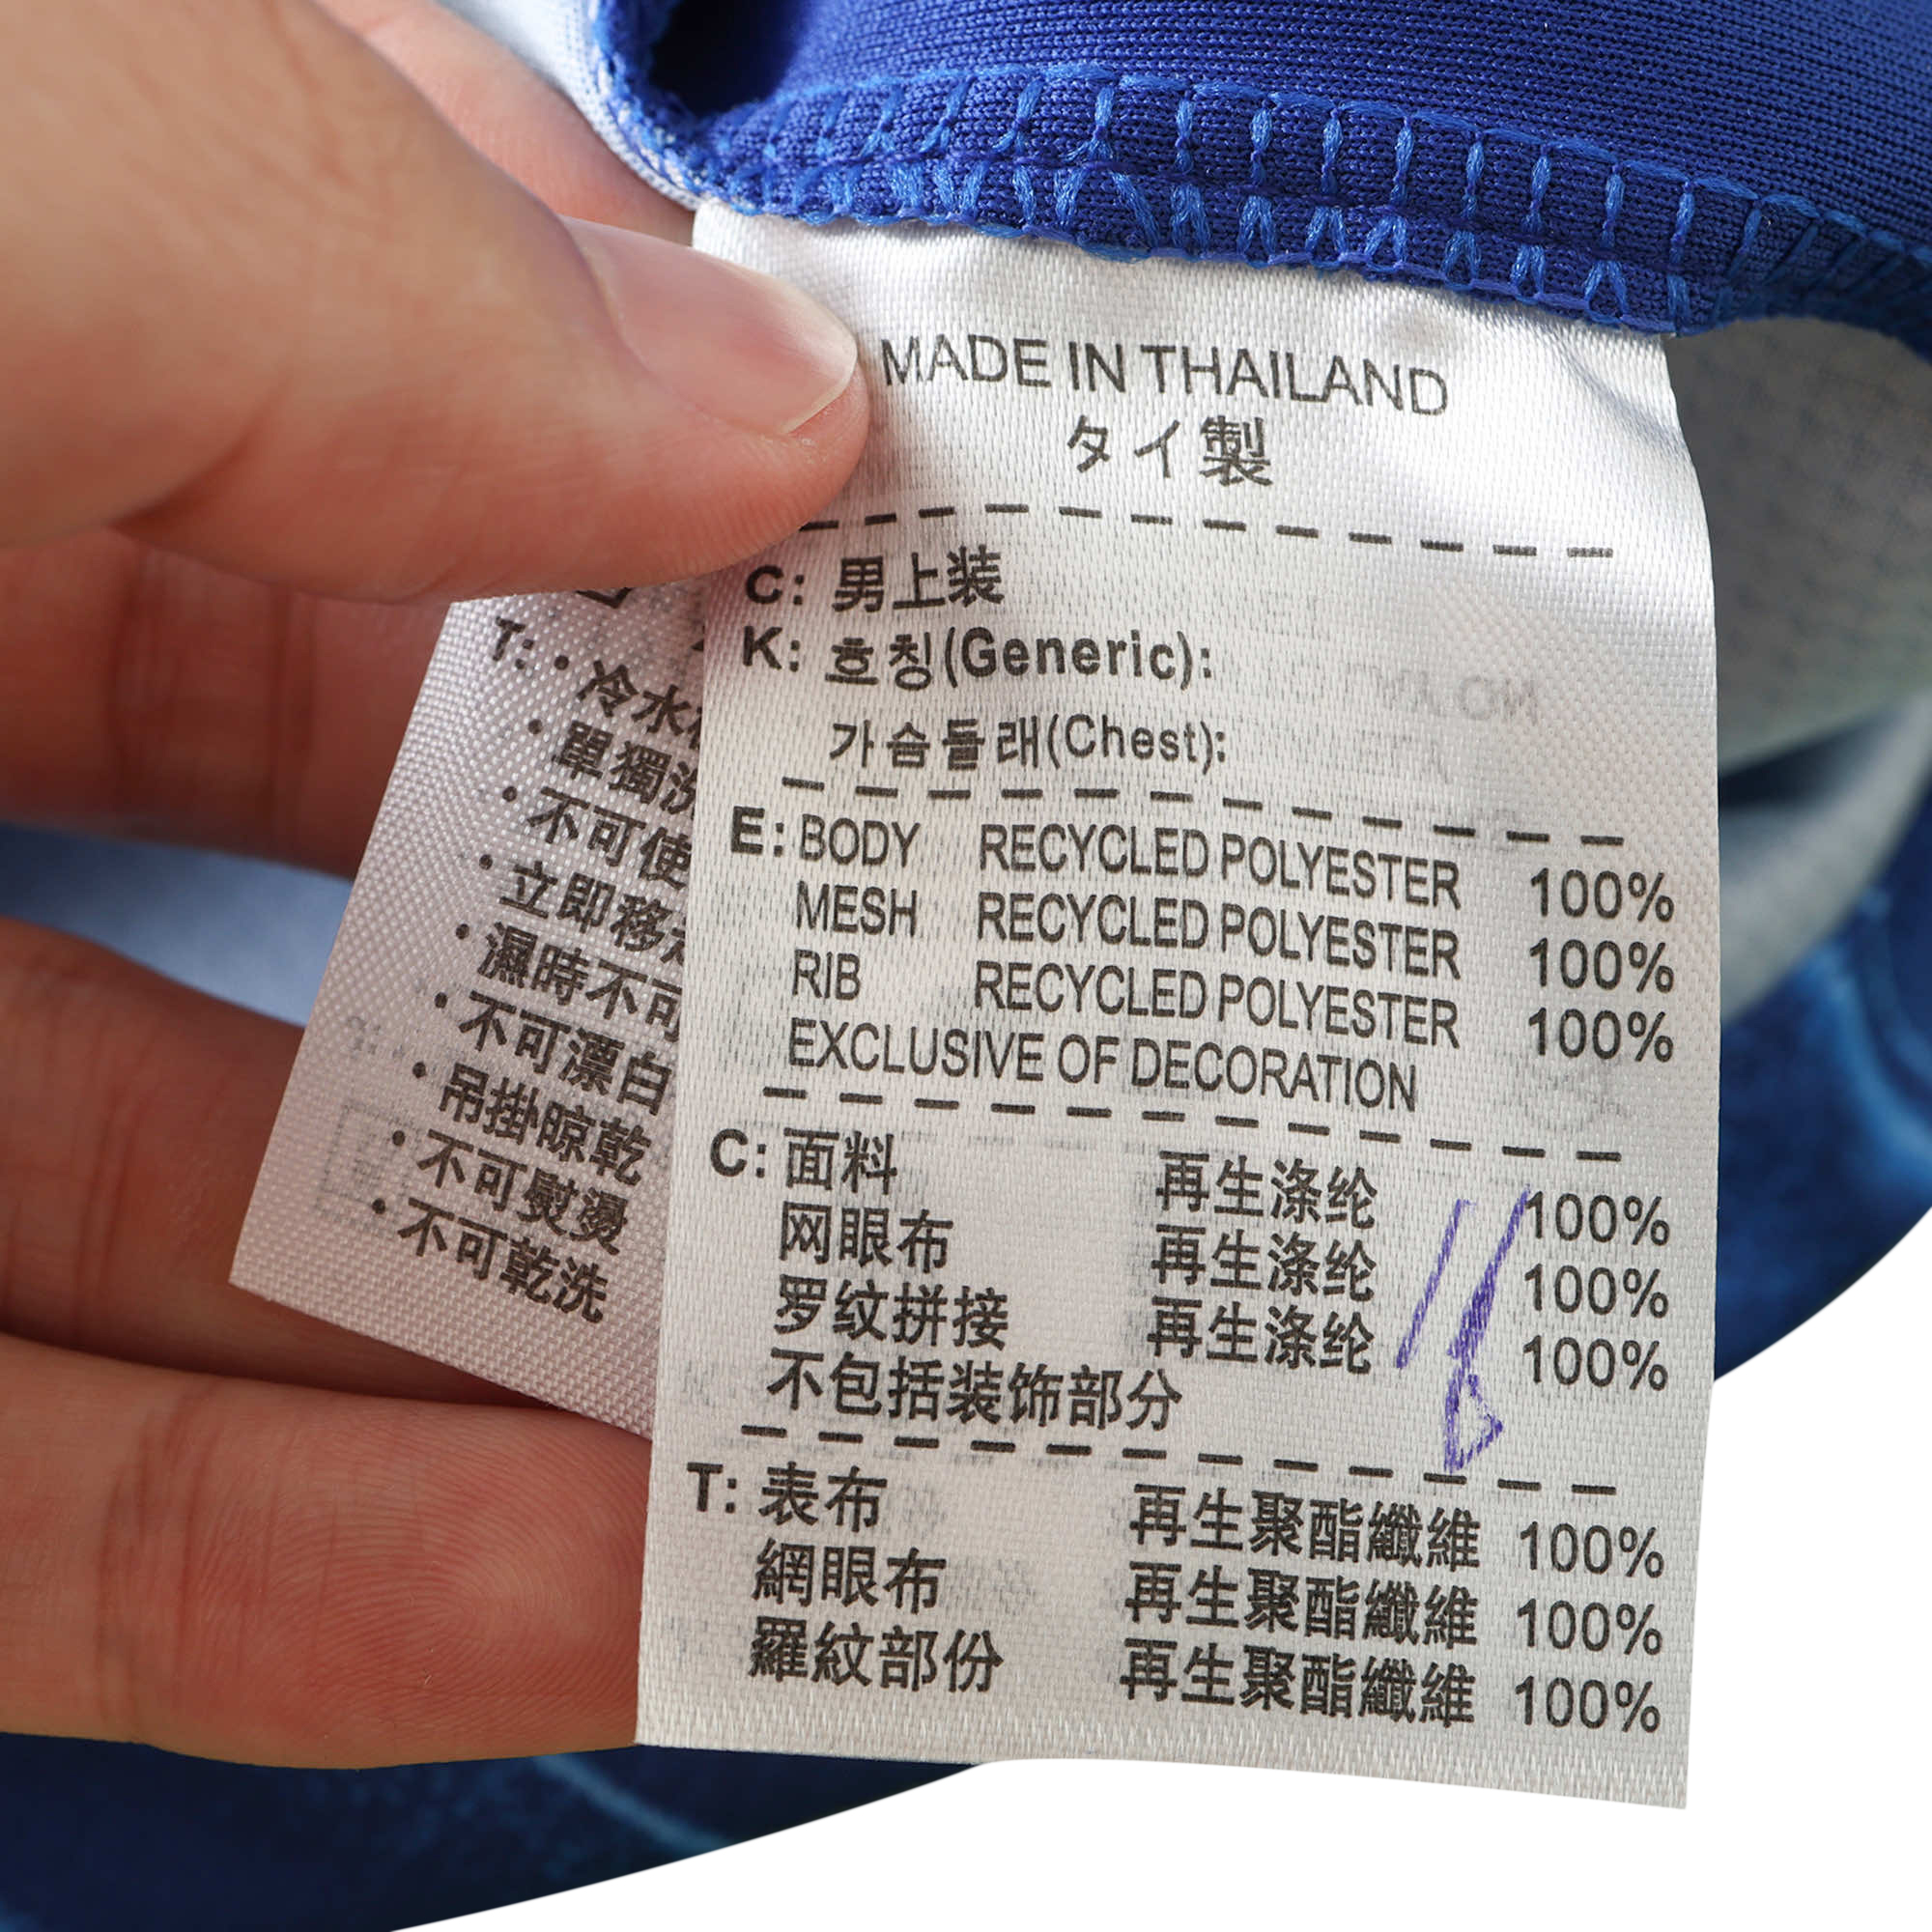 MADE IN THAILAND
タイ製
C: 男上装
K: 흐칭(Generic):
가슴둘래(Chest):
E: BODY RECYCLED POLYESTER 100%
MESH RECYCLED POLYESTER 100%
RIB RECYCLED POLYESTER 100%
EXCLUSIVE OF DECORATION
C: 面料 再生涤纶 100%
网眼布 再生涤纶 100%
罗纹拼接 再生涤纶 100%
不包括装饰部分
T: 表布 再生聚酯纖維 100%
網眼布 再生聚酯纖維 100%
羅紋部份 再生聚酯纖維 100%
T: ·冷水
·單獨洗
·不可使
·立即移
·濕時不可
·不可漂白
·吊掛晾乾
·不可熨燙
·不可乾洗